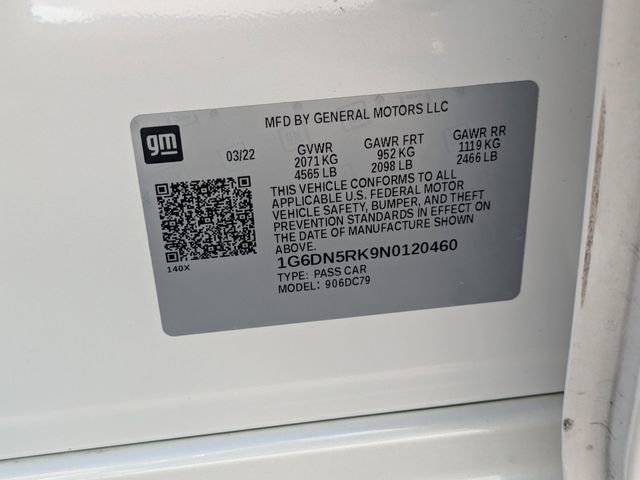 MFD BY GENERAL MOTORS LLC
gm
03/22
GVWR GAWR FRT GAWR RR
2071 KG 952 KG 1119 KG
4565 LB 2098 LB 2466 LB
THIS VEHICLE CONFORMS TO ALL
APPLICABLE U.S. FEDERAL MOTOR
VEHICLE SAFETY, BUMPER, AND THEFT
PREVENTION STANDARDS IN EFFECT ON
THE DATE OF MANUFACTURE SHOWN
ABOVE.
140X
1G6DN5RK9N0120460
TYPE: PASS CAR
MODEL: 906DC79